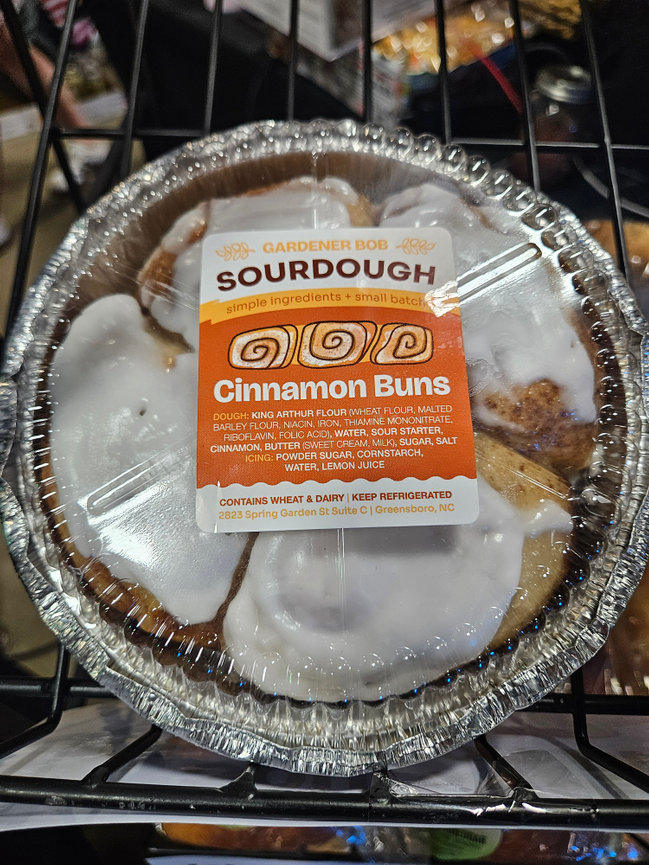 GARDENER BOB
SOURDOUGH
simple ingredients + small batch
Cinnamon Buns
DOUGH: KING ARTHUR FLOUR (WHEAT FLOUR, MALTED
BARLEY FLOUR, NIACIN, IRON, THIAMINE MONONITRATE,
RIBOFLAVIN, FOLIC ACID), WATER, SOUR STARTER,
CINNAMON, BUTTER (SWEET CREAM, MILK), SUGAR, SALT
ICING: POWDER SUGAR, CORNSTARCH,
WATER, LEMON JUICE
CONTAINS WHEAT & DAIRY | KEEP REFRIGERATED
2823 Spring Garden St Suite C | Greensboro, NC